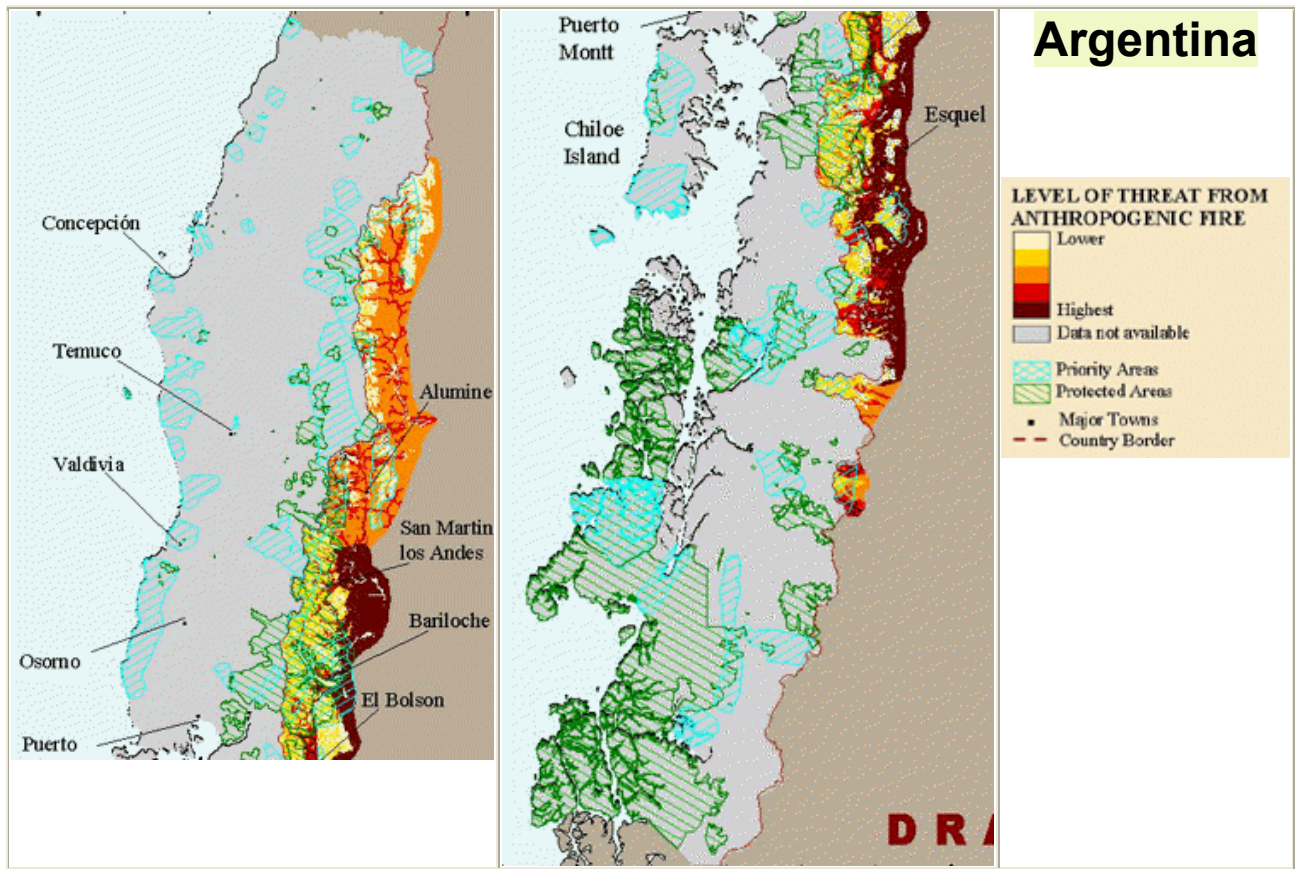 Concepción
Temuco
Valdivia
Osorno
Puerto
Alumine
San Martin
los Andes
Bariloche
El Bolson
Puerto
Montt
Chiloe
Island
Esquel
DRA
Argentina
LEVEL OF THREAT FROM
ANTHROPOGENIC FIRE
Lower
Highest
Data not available
Priority Areas
Protected Areas
Major Towns
Country Border